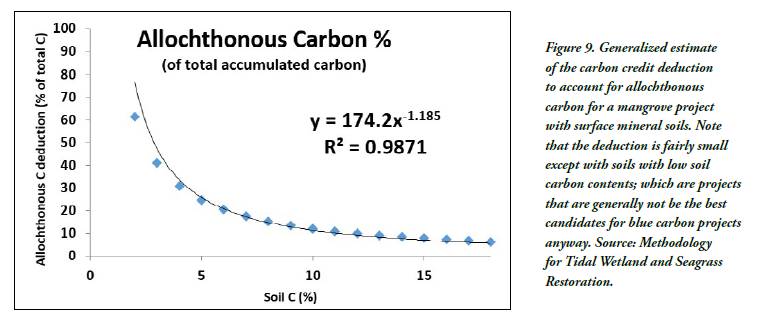 Allochthonous Carbon %
(of total accumulated carbon)
y = 174.2x^-1.185
R² = 0.9871
Allochthonous C deduction (% of total C)
100
90
80
70
60
50
40
30
20
10
0
0 5 10 15
Soil C (%)
Figure 9. Generalized estimate
of the carbon credit deduction
to account for allochthonous
carbon for a mangrove project
with surface mineral soils. Note
that the deduction is fairly small
except with soils with low soil
carbon contents; which are projects
that are generally not be the best
candidates for blue carbon projects
anyway. Source: Methodology
for Tidal Wetland and Seagrass
Restoration.